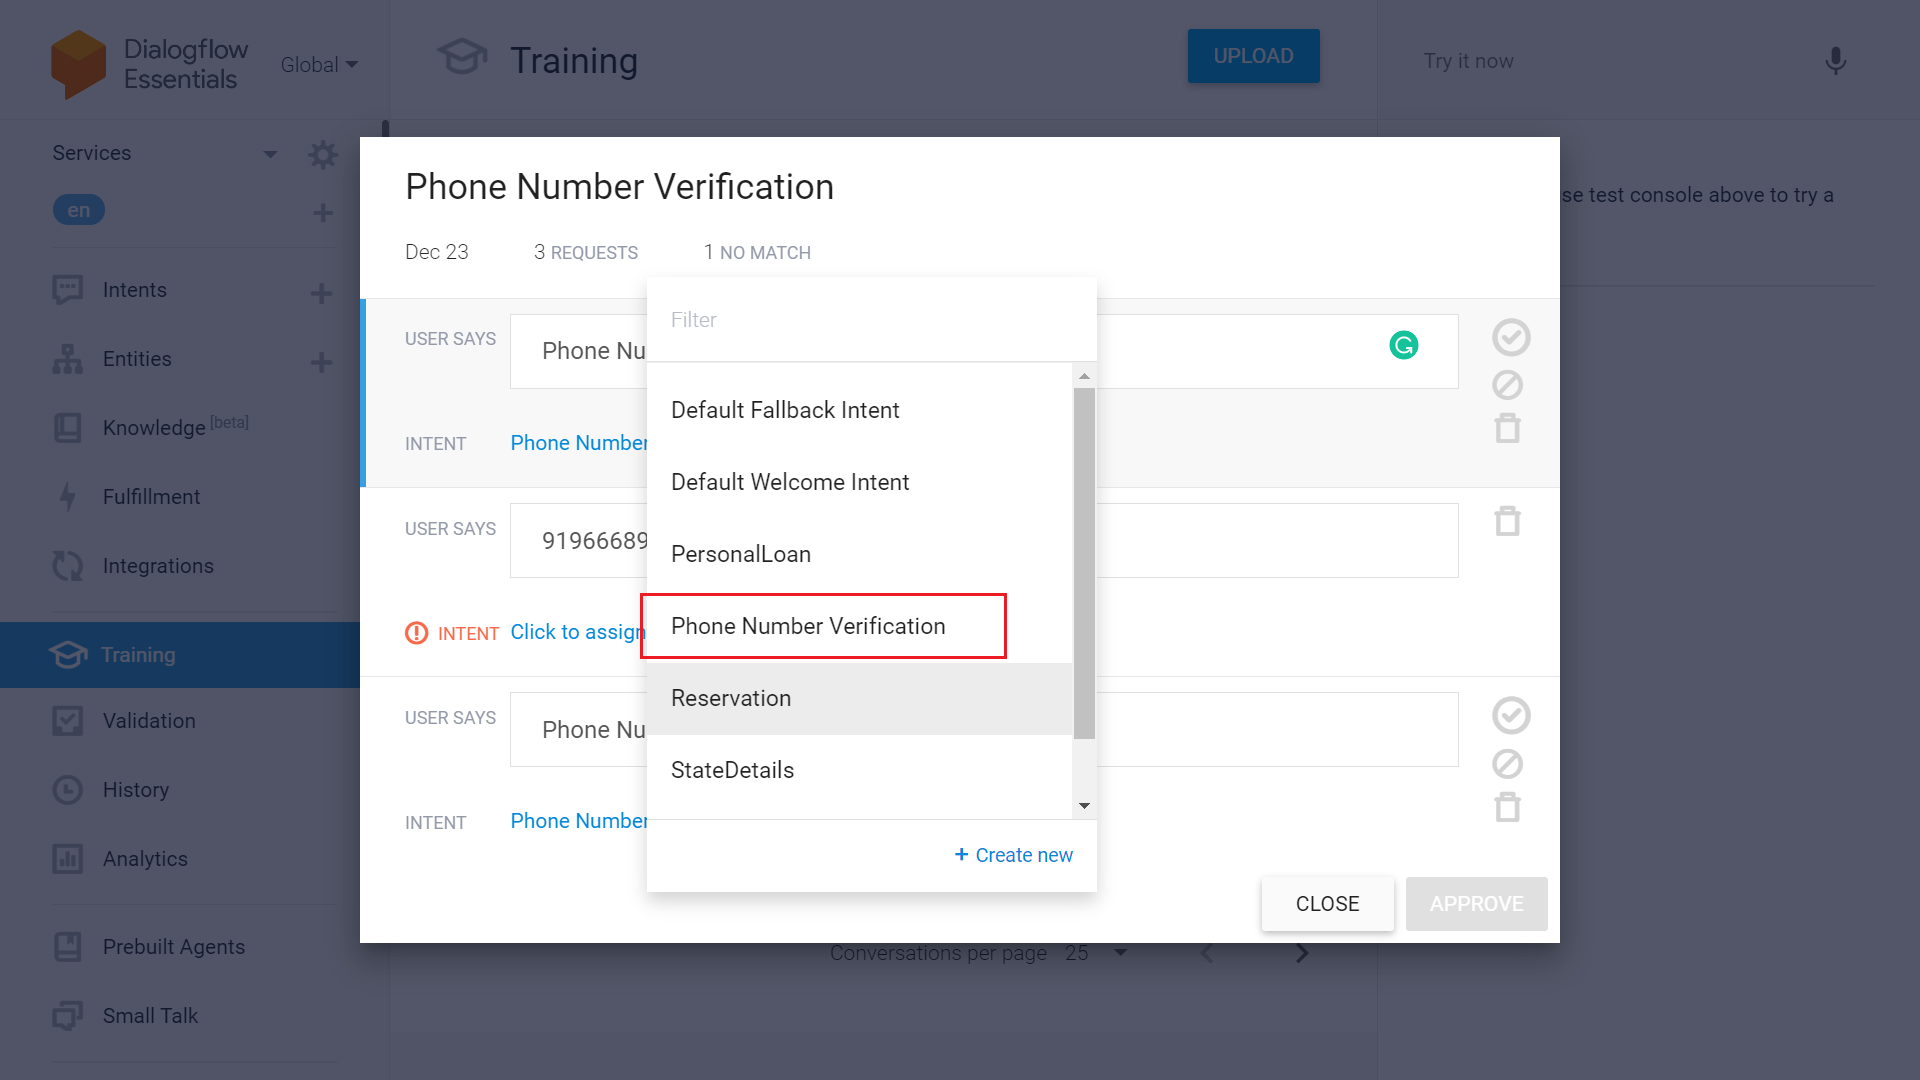 Dialogflow
Essentials
Global
Training
UPLOAD
Try it now
Services
en
Intents
Entities
Knowledge [beta]
Fulfillment
Integrations
Training
Validation
History
Analytics
Prebuilt Agents
Small Talk
se test console above to try a
Phone Number Verification
Dec 23 3 REQUESTS 1 NO MATCH
USER SAYS Phone Nu
INTENT Phone Number
USER SAYS 91966689
INTENT Click to assign
USER SAYS Phone Nu
INTENT Phone Number
Filter
Default Fallback Intent
Default Welcome Intent
PersonalLoan
Phone Number Verification
Reservation
StateDetails
+ Create new
CLOSE APPROVE
Conversations per page 25